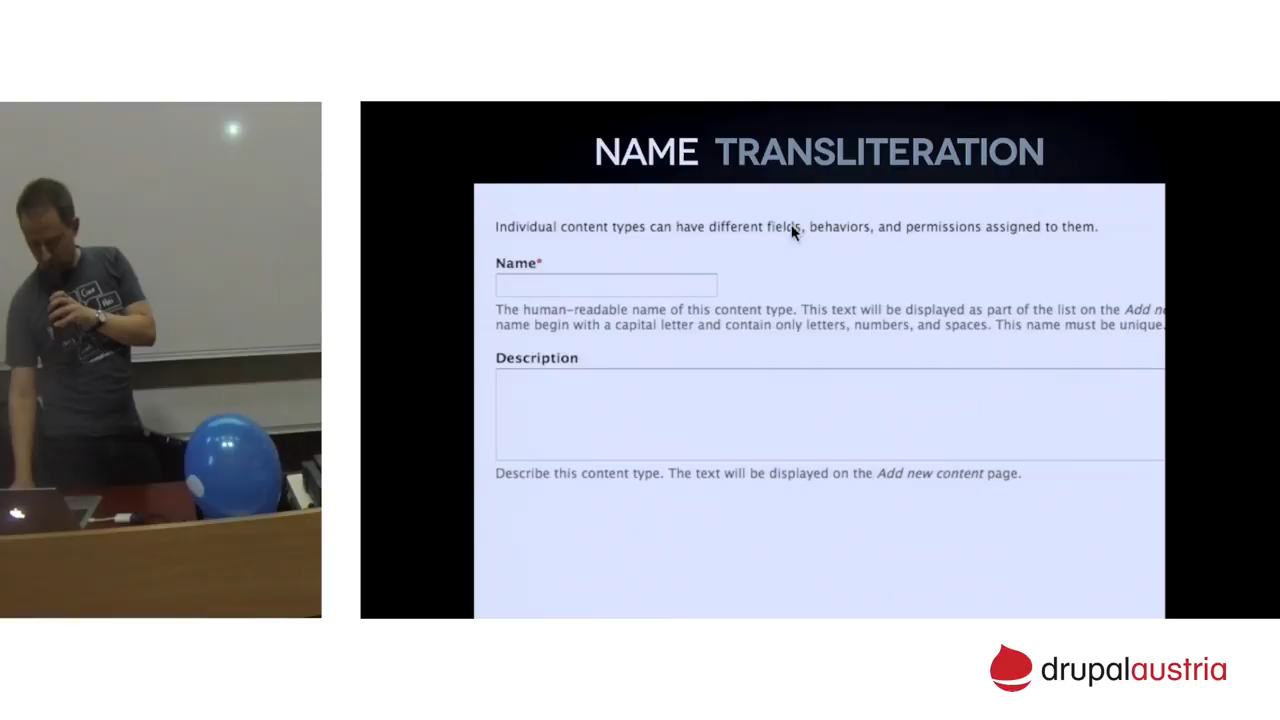 NAME TRANSLITERATION
Individual content types can have different fields, behaviors, and permissions assigned to them.
Name*
The human-readable name of this content type. This text will be displayed as part of the list on the Add
name begin with a capital letter and contain only letters, numbers, and spaces. This name must be unique.
Description
Describe this content type. The text will be displayed on the Add new content page.
drupalaustria